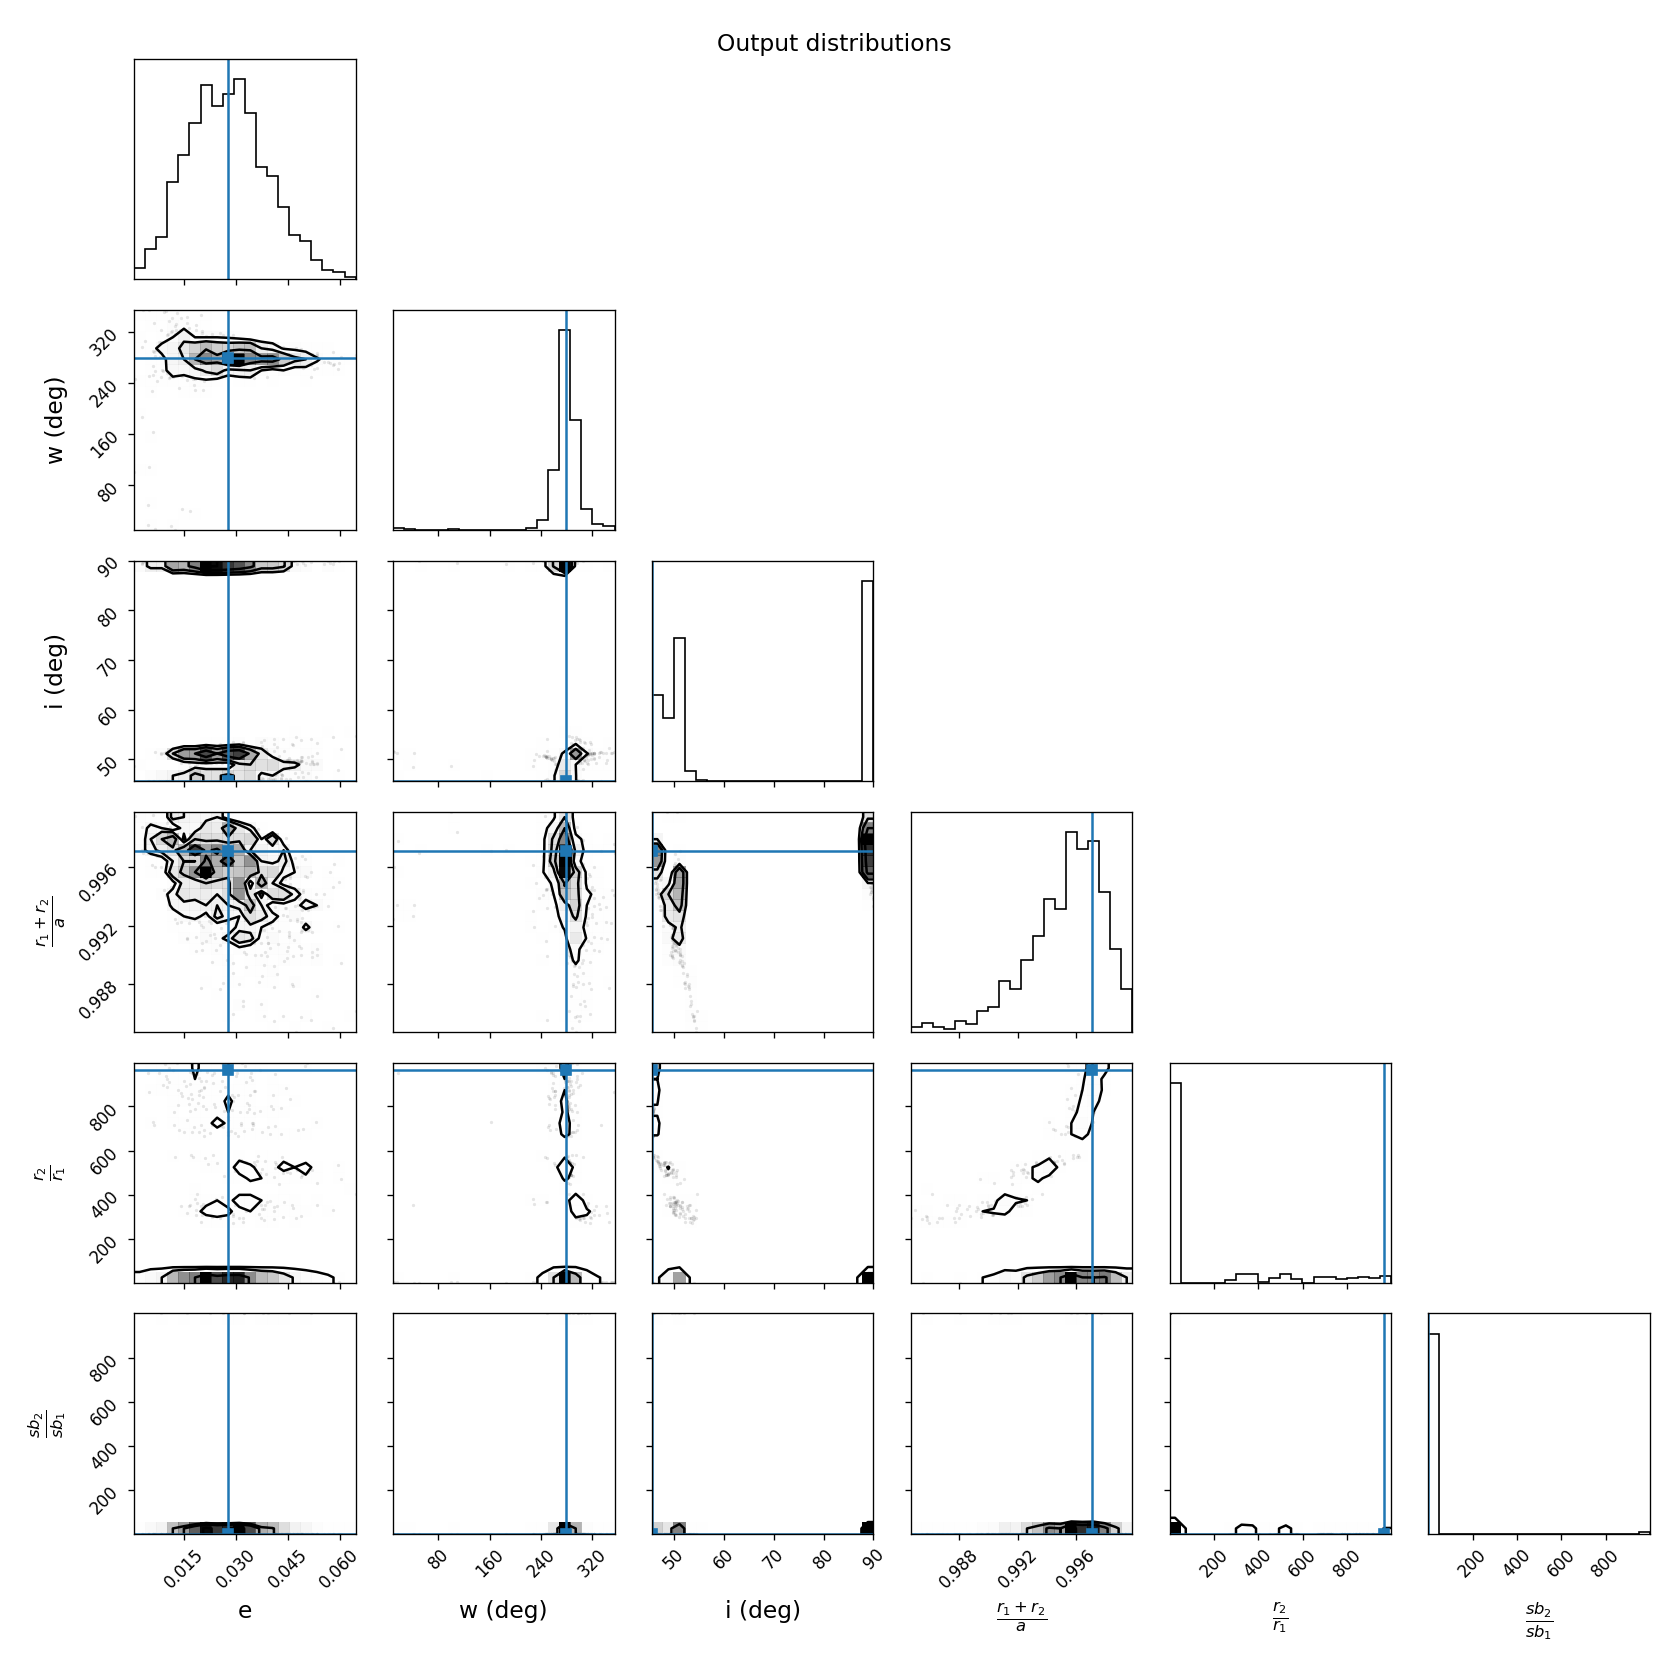 Output distributions
w (deg)
320
240
160
80
i (deg)
90
80
70
60
50
r₁ + r₂
a
0.996
0.992
0.988
r₂
r₁
800
600
400
200
sb₂
sb₁
800
600
400
200
0.015 0.030 0.045 0.060 80 160 240 320 50 60 70 80 90 0.988 0.992 0.996 200 400 600 800 200 400 600 800
e w (deg) i (deg)
r₁ + r₂ r₂ sb₂
a r₁ sb₁